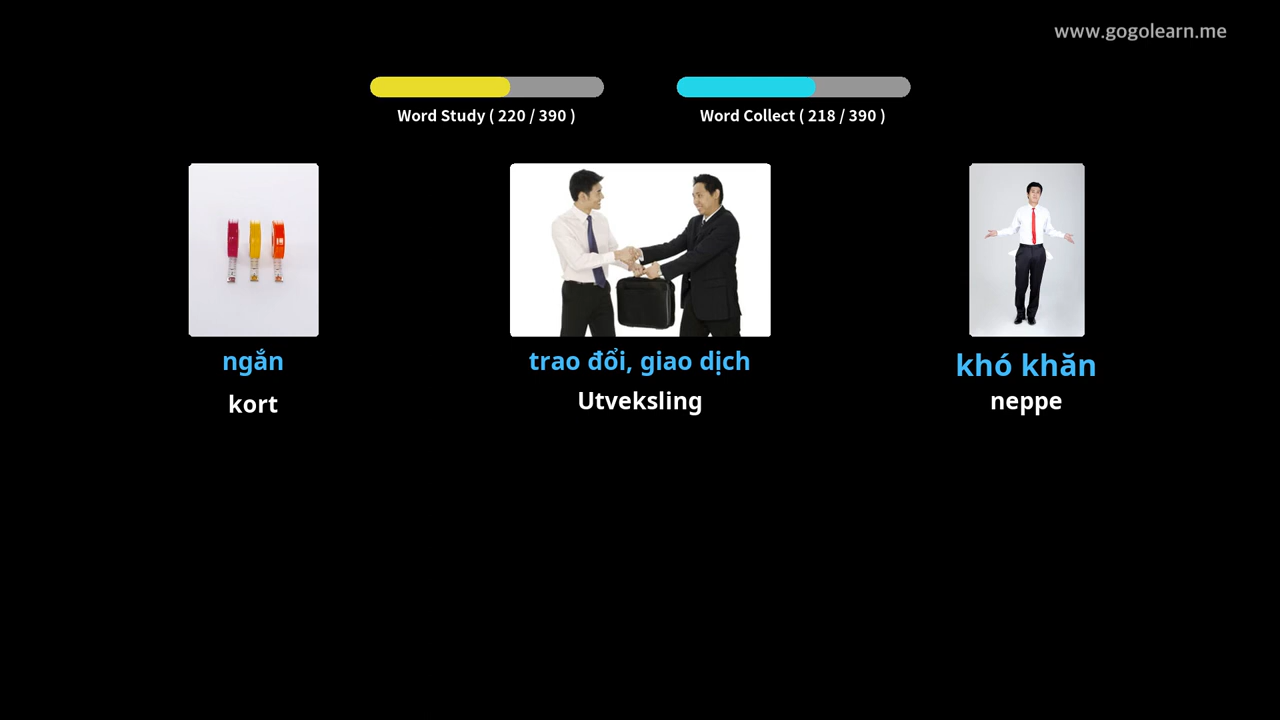 www.gogolearn.me
Word Study ( 220 / 390 )
Word Collect ( 218 / 390 )
ngắn
trao đổi, giao dịch
khó khăn
kort
Utveksling
neppe